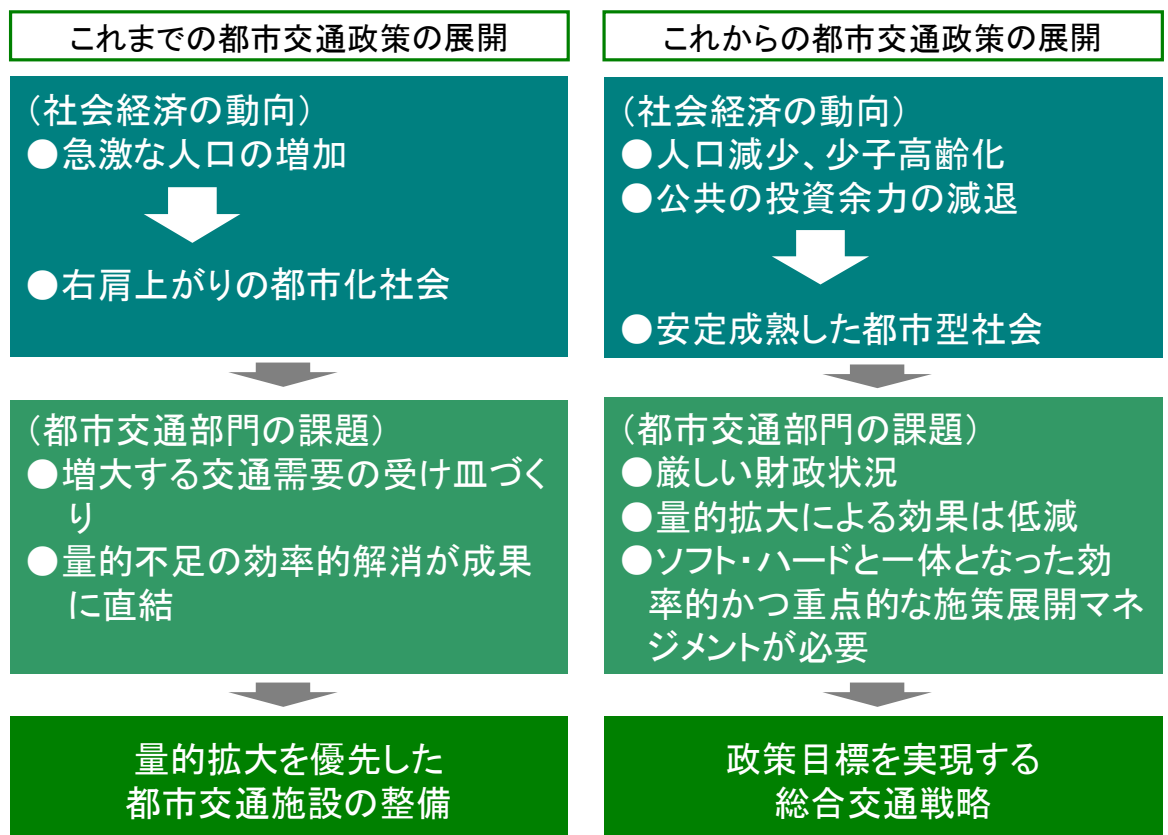 これまでの都市交通政策の展開
(社会経済の動向)
●急激な人口の増加
●右肩上がりの都市化社会
(都市交通部門の課題)
●増大する交通需要の受け皿づく
り
●量的不足の効率的解消が成果
に直結
量的拡大を優先した
都市交通施設の整備
これからの都市交通政策の展開
(社会経済の動向)
●人口減少、少子高齢化
●公共の投資余力の減退
●安定成熟した都市型社会
(都市交通部門の課題)
●厳しい財政状況
●量的拡大による効果は低減
●ソフト・ハードと一体となった効
率的かつ重点的な施策展開マネ
ジメントが必要
政策目標を実現する
総合交通戦略